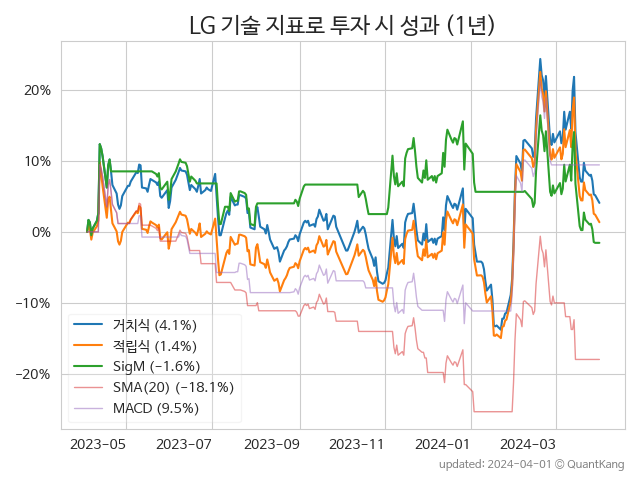 LG 기술 지표로 투자 시 성과 (1년)
20%
10%
0%
−10%
−20%
거치식 (4.1%)
적립식 (1.4%)
SigM (−1.6%)
SMA(20) (−18.1%)
MACD (9.5%)
2023-05 2023-07 2023-09 2023-11 2024-01 2024-03
updated: 2024-04-01 © QuantKang